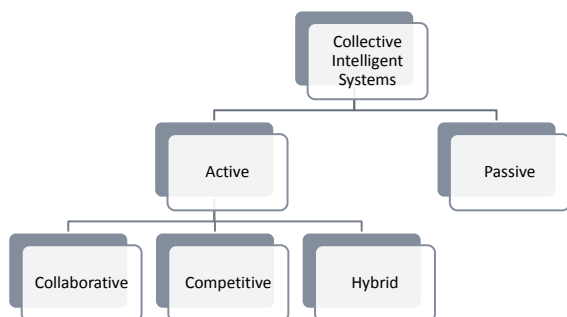 Collective
Intelligent
Systems
Active
Passive
Collaborative
Competitive
Hybrid